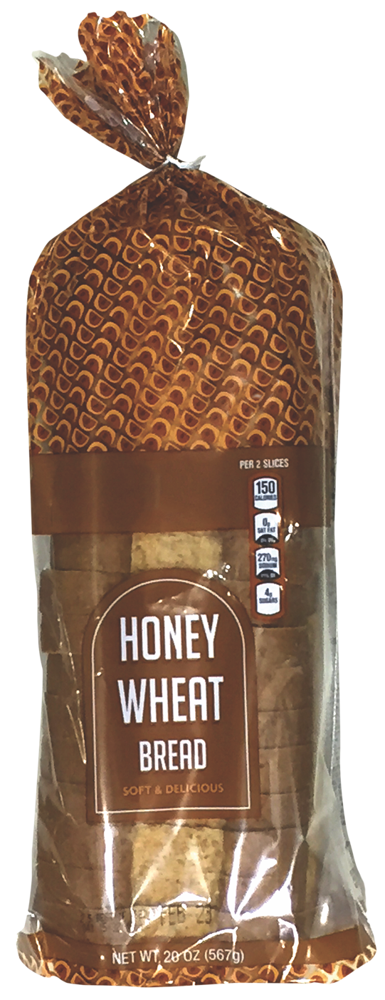 PER 2 SLICES
150
CALORIES
0g
SAT FAT
270mg
SODIUM
4g
SUGARS
HONEY
WHEAT
BREAD
SOFT & DELICIOUS
FEB 23
• NET WT. 20 OZ (567g)